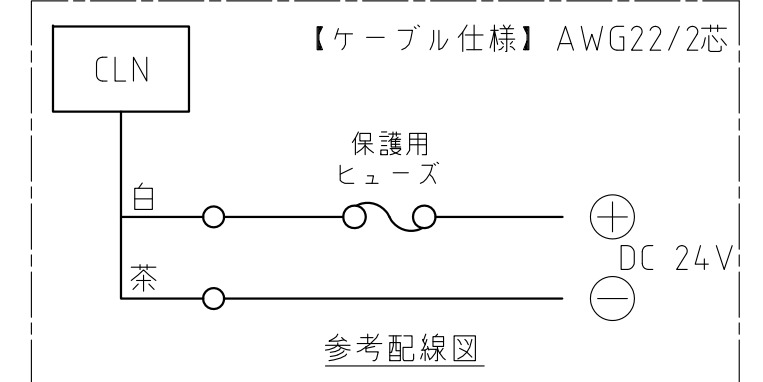 【ケーブル仕様】 AWG22/2芯
CLN
保護用
ヒューズ
白
+
DC 24V
茶
−
参考配線図